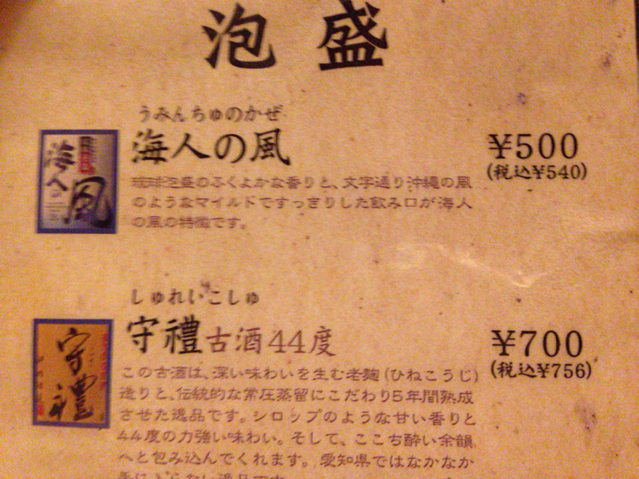 泡盛
うみんちゅのかぜ
海人の風
¥500
(税込¥540)
琉球泡盛のふくよかな香りと、文字通り沖縄の風
のようなマイルドですっきりした飲み口が海人
の風の特徴です。
海人の風
しゅれいこしゅ
守禮古酒44度
¥700
(税込¥756)
この古酒は、深い味わいを生む老麹(ひねこうじ)
造りと、伝統的な常圧蒸留にこだわり5年間熟成
させた逸品です。シロップのような甘い香りと
44度の力強い味わい。そして、ここち酔い余韻
へと包み込んでくれます。愛知県ではなかなか
守禮